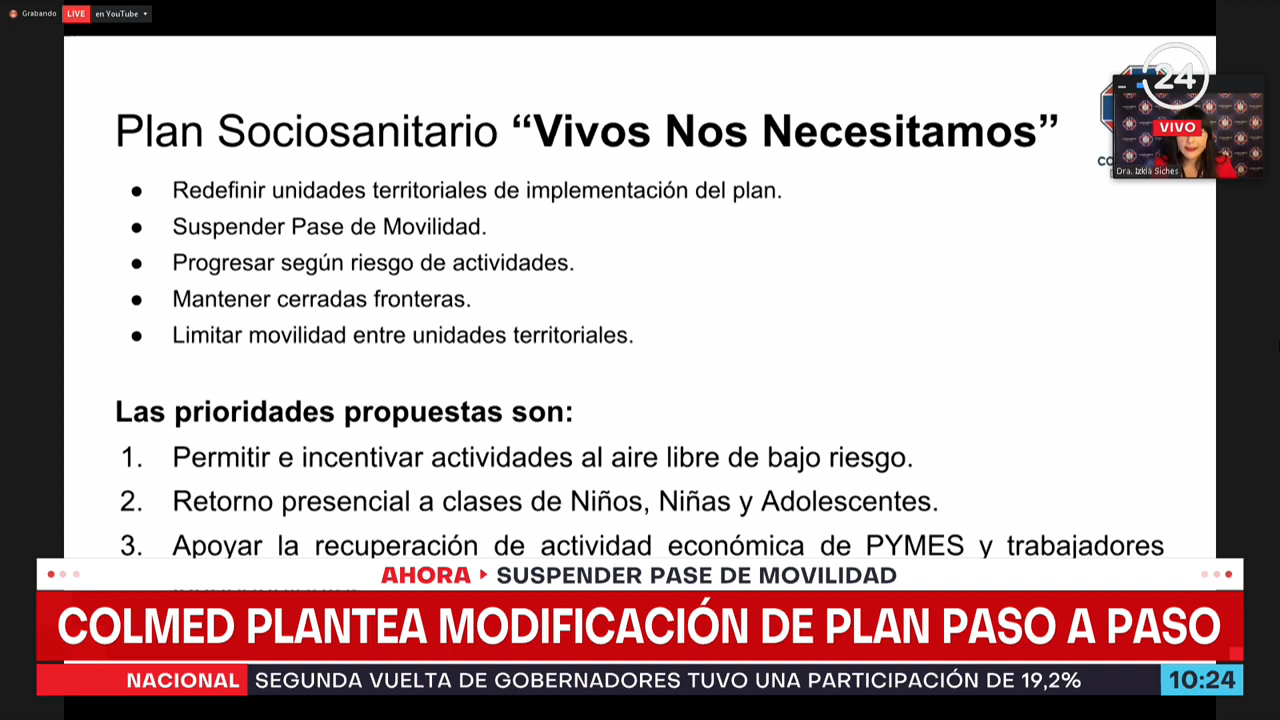 Grabando LIVE en YouTube
24
VIVO
Dra. Izkia Siches
Plan Sociosanitario “Vivos Nos Necesitamos”
● Redefinir unidades territoriales de implementación del plan.
● Suspender Pase de Movilidad.
● Progresar según riesgo de actividades.
● Mantener cerradas fronteras.
● Limitar movilidad entre unidades territoriales.
Las prioridades propuestas son:
1. Permitir e incentivar actividades al aire libre de bajo riesgo.
2. Retorno presencial a clases de Niños, Niñas y Adolescentes.
3. Apoyar la recuperación de actividad económica de PYMES y trabajadores
AHORA SUSPENDER PASE DE MOVILIDAD
COLMED PLANTEA MODIFICACIÓN DE PLAN PASO A PASO
NACIONAL SEGUNDA VUELTA DE GOBERNADORES TUVO UNA PARTICIPACIÓN DE 19,2% 10:24